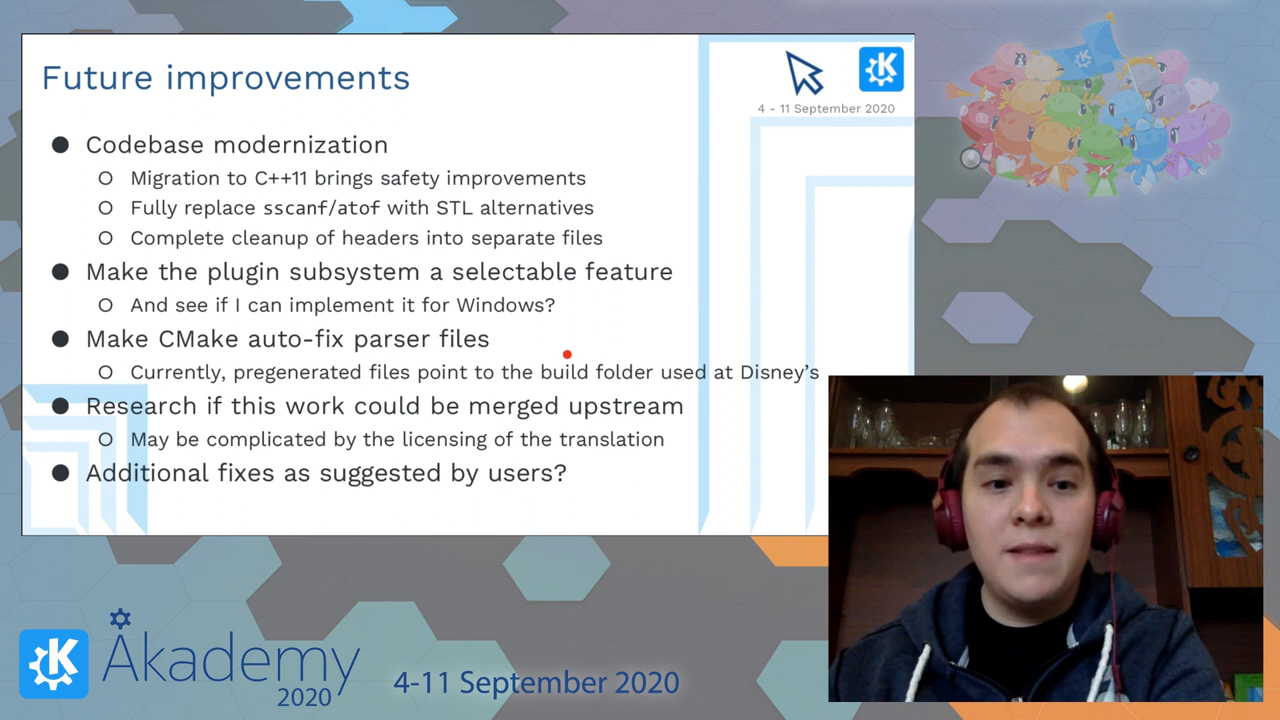 Future improvements
4 - 11 September 2020
● Codebase modernization
○ Migration to C++11 brings safety improvements
○ Fully replace sscanf/atof with STL alternatives
○ Complete cleanup of headers into separate files
● Make the plugin subsystem a selectable feature
○ And see if I can implement it for Windows?
● Make CMake auto-fix parser files
○ Currently, pregenerated files point to the build folder used at Disney’s
● Research if this work could be merged upstream
○ May be complicated by the licensing of the translation
● Additional fixes as suggested by users?
Akademy
2020
4-11 September 2020